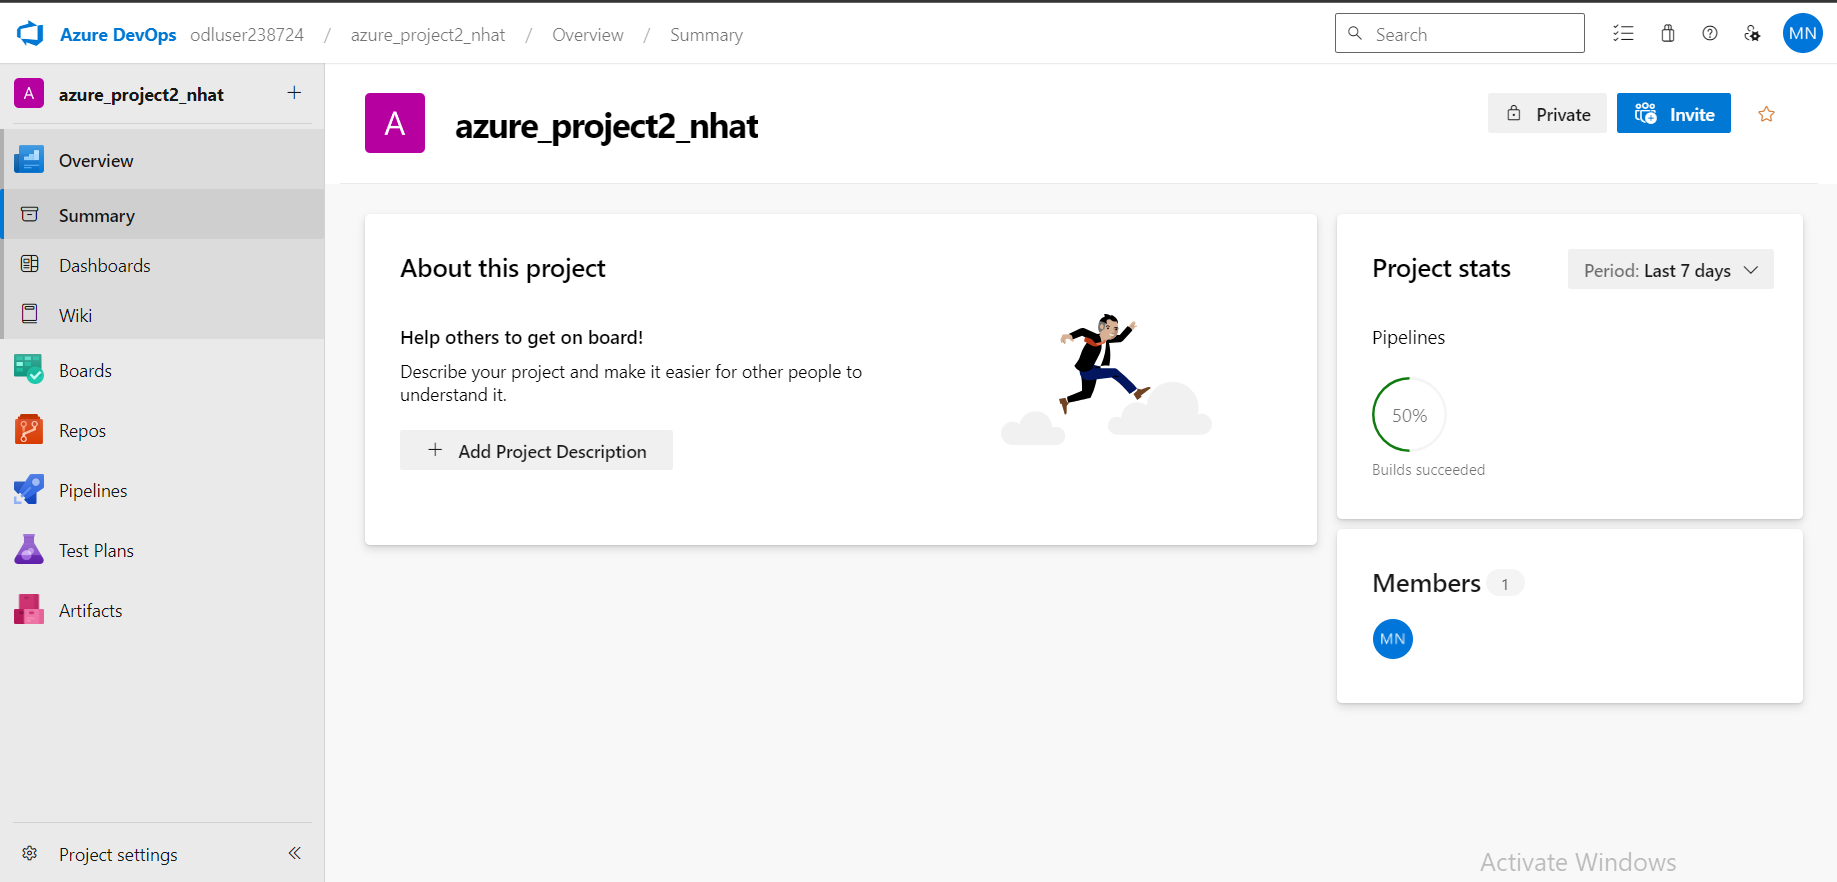 Azure DevOps odluser238724 / azure_project2_nhat / Overview / Summary
Search
MN
A azure_project2_nhat +
Overview
Summary
Dashboards
Wiki
Boards
Repos
Pipelines
Test Plans
Artifacts
Project settings
A azure_project2_nhat
Private
Invite
About this project
Help others to get on board!
Describe your project and make it easier for other people to
understand it.
+ Add Project Description
Project stats
Period: Last 7 days
Pipelines
50%
Builds succeeded
Members 1
MN
Activate Windows